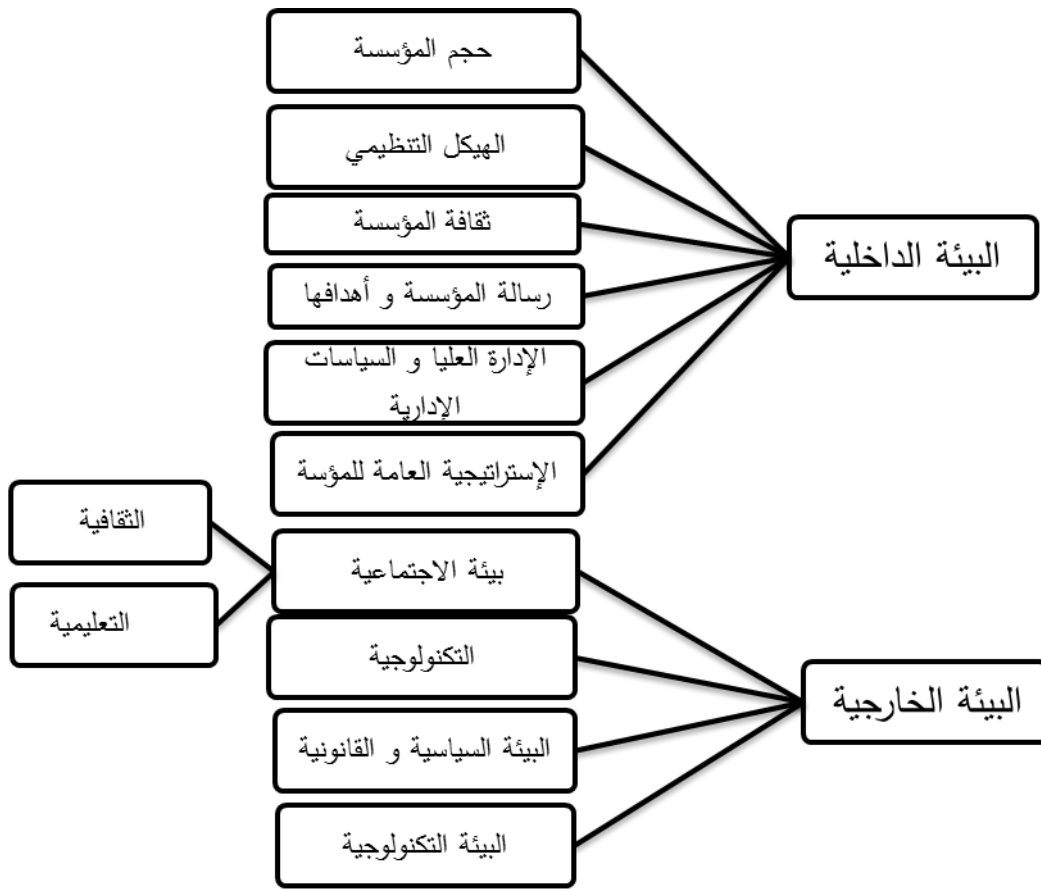 البيئة الداخلية
حجم المؤسسة
الهيكل التنظيمي
ثقافة المؤسسة
رسالة المؤسسة و أهدافها
الإدارة العليا و السياسات
الإدارية
الإستراتيجية العامة للمؤسة
البيئة الخارجية
بيئة الاجتماعية
الثقافية
التعليمية
التكنولوجية
البيئة السياسية و القانونية
البيئة التكنولوجية